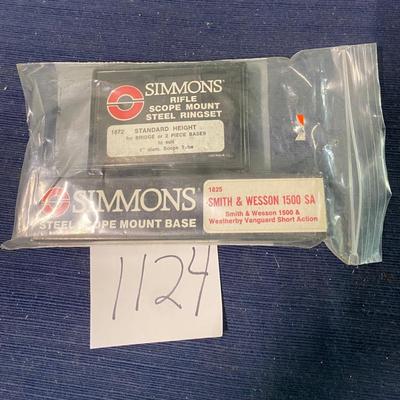 SIMMONS®
RIFLE
SCOPE MOUNT
STEEL RINGSET
1872 STANDARD HEIGHT
for BRIDGE or 2 PIECE BASES
to suit
1" diam. Scope Tube
SIMMONS®
STEEL SCOPE MOUNT BASE
1825
SMITH & WESSON 1500 SA
Smith & Wesson 1500 &
Weatherby Vanguard Short Action
1124